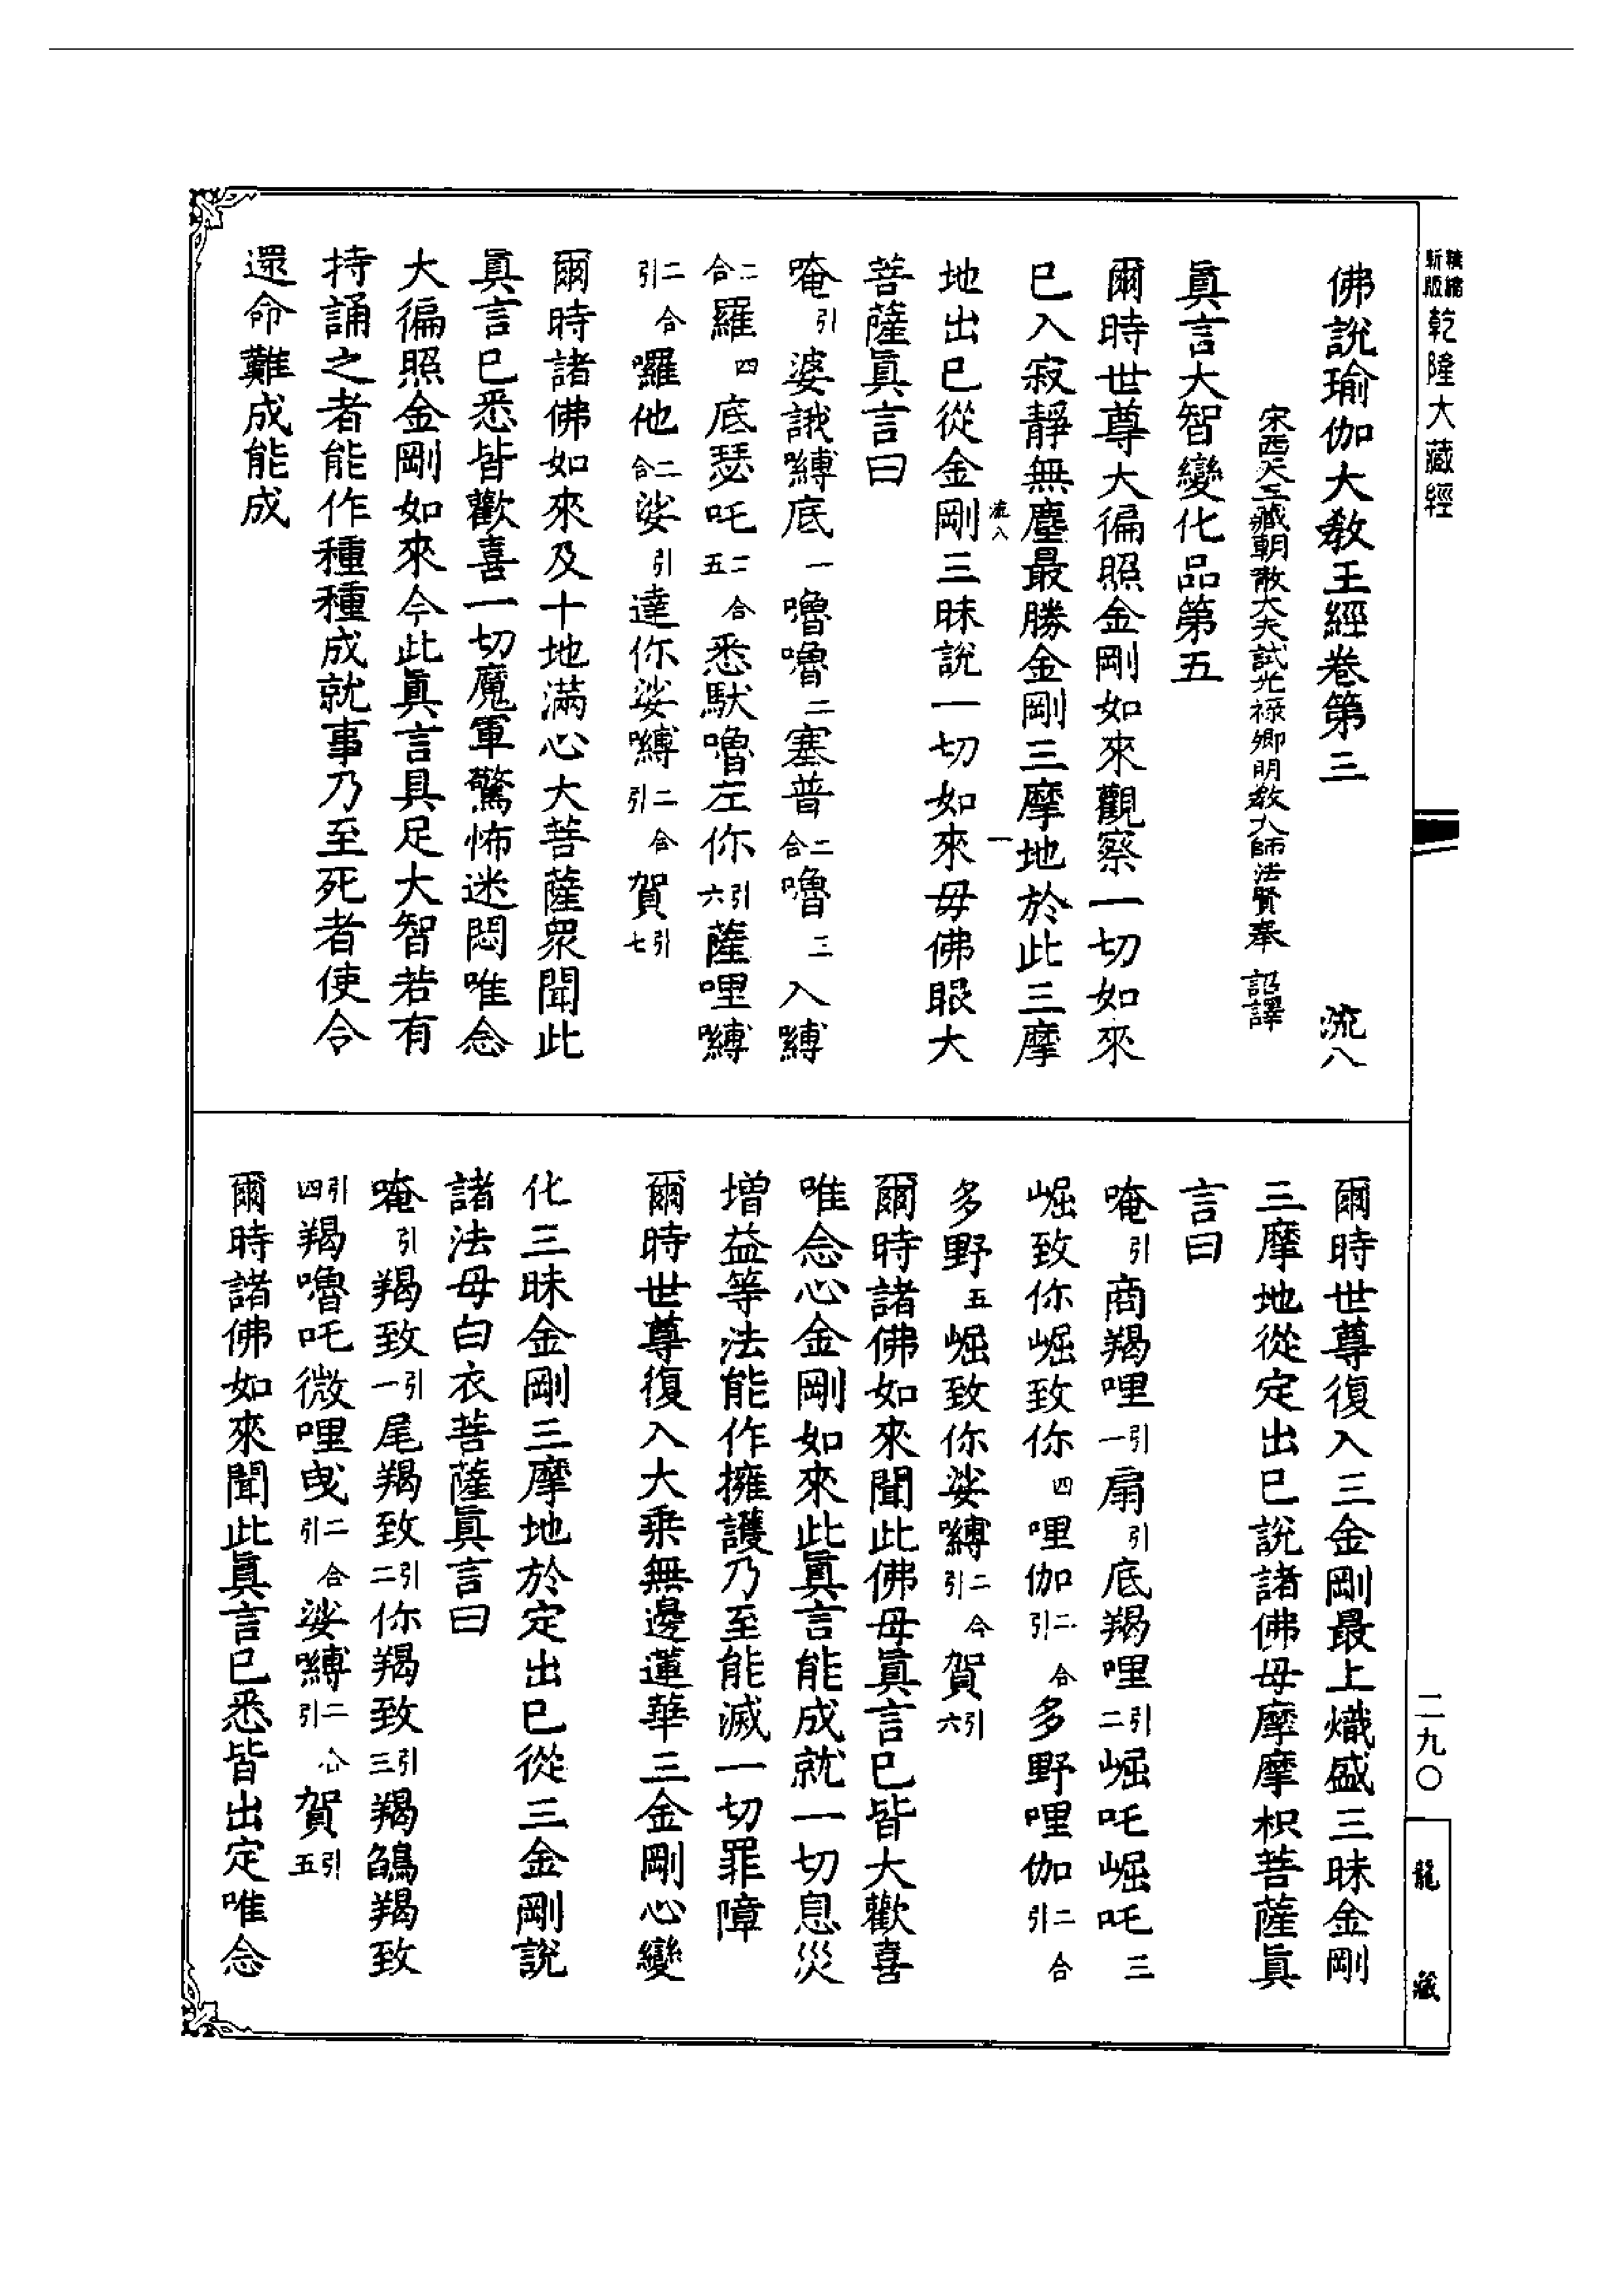 精縮新版乾隆大藏經
佛說瑜伽大教王經卷第三 流八
宋西天三藏朝散大夫試光祿卿明教大師法賢奉 詔譯
眞言大智變化品第五
爾時世尊大徧照金剛如來觀察一切如來
已入寂靜無塵最勝金剛三摩地於此三摩
流八 一
地出已從金剛三昧說一切如來毋佛眼大
菩薩眞言曰
唵引婆誐嚩底一嚕嚕二塞普二合嚕三入嚩
二合羅四底瑟吒二合五悉馱嚕左你引六薩哩嚩
二合引囉他二合娑引達你娑嚩二合引賀引七
爾時諸佛如來及十地滿心大菩薩衆聞此
眞言已悉皆歡喜一切魔軍驚怖迷悶唯念
大徧照金剛如來今此眞言具足大智若有
持誦之者能作種種成就事乃至死者使令
還命難成能成
爾時世尊復入三金剛最上熾盛三昧金剛
三摩地從定出已說諸佛母摩摩枳菩薩眞
言曰
唵引商羯哩引一扇引底羯哩引二崛吒崛吒三
崛致你崛致你四哩伽二合引多野哩伽二合引
多野五崛致你娑嚩二合引賀引六
爾時諸佛如來聞此佛母眞言已皆大歡喜
唯念心金剛如來此眞言能成就一切息災
增益等法能作擁護乃至能滅一切罪障
爾時世尊復入大乘無邊蓮華三金剛心變
化三昧金剛三摩地於定出已從三金剛說
諸法母白衣菩薩眞言曰
唵引羯致引一尾羯致引二你羯致引三羯鴿羯致
引四羯嚕吒微哩曳二合引娑嚩二合引賀引五
爾時諸佛如來聞此眞言已悉皆出定唯念
二九〇
龍藏